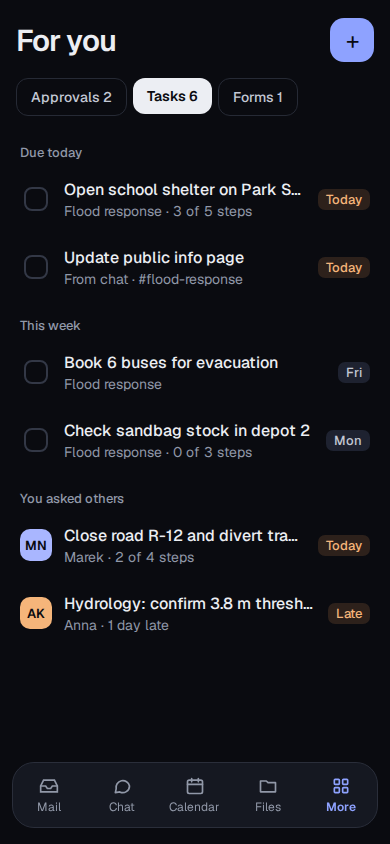 For you
+
Approvals 2
Tasks 6
Forms 1
Due today
Open school shelter on Park S...
Today
Flood response · 3 of 5 steps
Update public info page
Today
From chat · #flood-response
This week
Book 6 buses for evacuation
Fri
Flood response
Check sandbag stock in depot 2
Mon
Flood response · 0 of 3 steps
You asked others
MN
Close road R-12 and divert tra...
Today
Marek · 2 of 4 steps
AK
Hydrology: confirm 3.8 m thresh...
Late
Anna · 1 day late
Mail
Chat
Calendar
Files
More